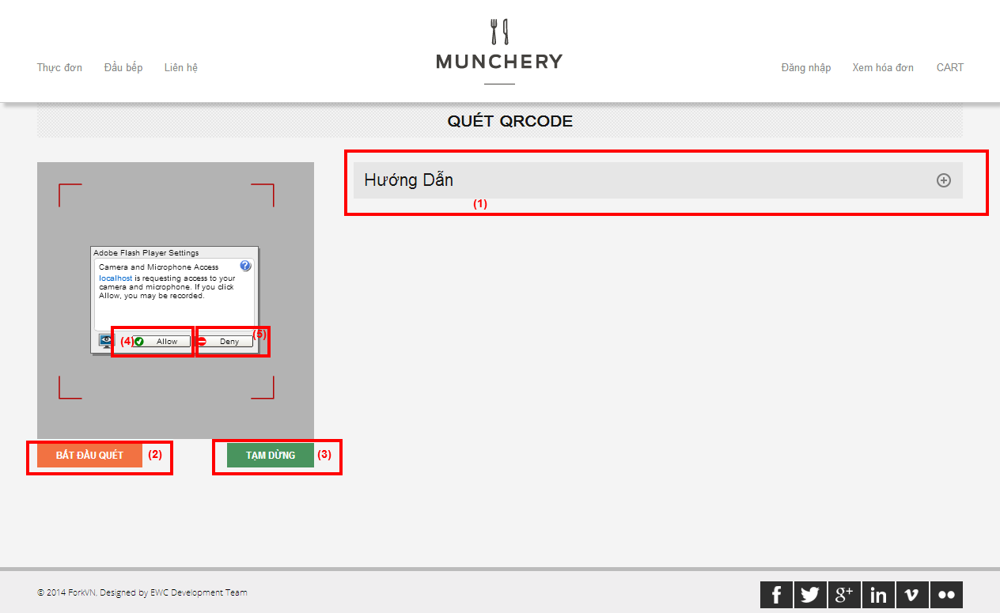 MUNCHERY
Thực đơn Đầu bếp Liên hệ
Đăng nhập Xem hóa đơn CART
QUÉT QRCODE
Hướng Dẫn
(1)
Adobe Flash Player Settings
Camera and Microphone Access
localhost is requesting access to your
camera and microphone. If you click
Allow, you may be recorded.
(4) Allow
Deny (5)
BẮT ĐẦU QUÉT (2)
TẠM DỪNG (3)
© 2014 ForkVN. Designed by EWC Development Team